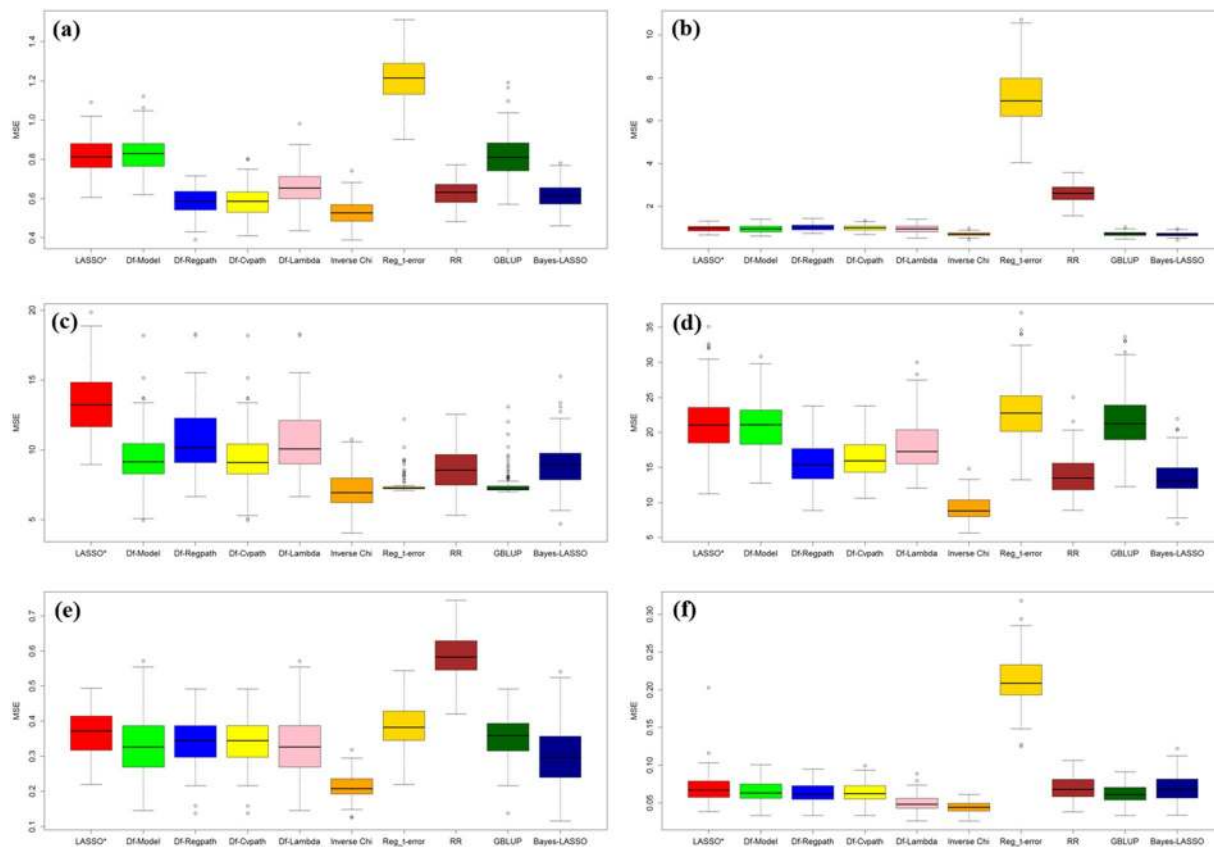 (a)
MSE
1.4
1.2
1.0
0.8
0.6
0.4
LASSO* Df-Model Df-Regpath Df-Cvpath Df-Lambda Inverse Chi Reg_t-error RR GBLUP Bayes-LASSO
(b)
MSE
10
8
6
4
2
LASSO* Df-Model Df-Regpath Df-Cvpath Df-Lambda Inverse Chi Reg_t-error RR GBLUP Bayes-LASSO
(c)
MSE
20
15
10
5
LASSO* Df-Model Df-Regpath Df-Cvpath Df-Lambda Inverse Chi Reg_t-error RR GBLUP Bayes-LASSO
(d)
MSE
35
30
25
20
15
10
5
LASSO* Df-Model Df-Regpath Df-Cvpath Df-Lambda Inverse Chi Reg_t-error RR GBLUP Bayes-LASSO
(e)
MSE
0.7
0.6
0.5
0.4
0.3
0.2
0.1
LASSO* Df-Model Df-Regpath Df-Cvpath Df-Lambda Inverse Chi Reg_t-error RR GBLUP Bayes-LASSO
(f)
MSE
0.30
0.25
0.20
0.15
0.10
0.05
LASSO* Df-Model Df-Regpath Df-Cvpath Df-Lambda Inverse Chi Reg_t-error RR GBLUP Bayes-LASSO